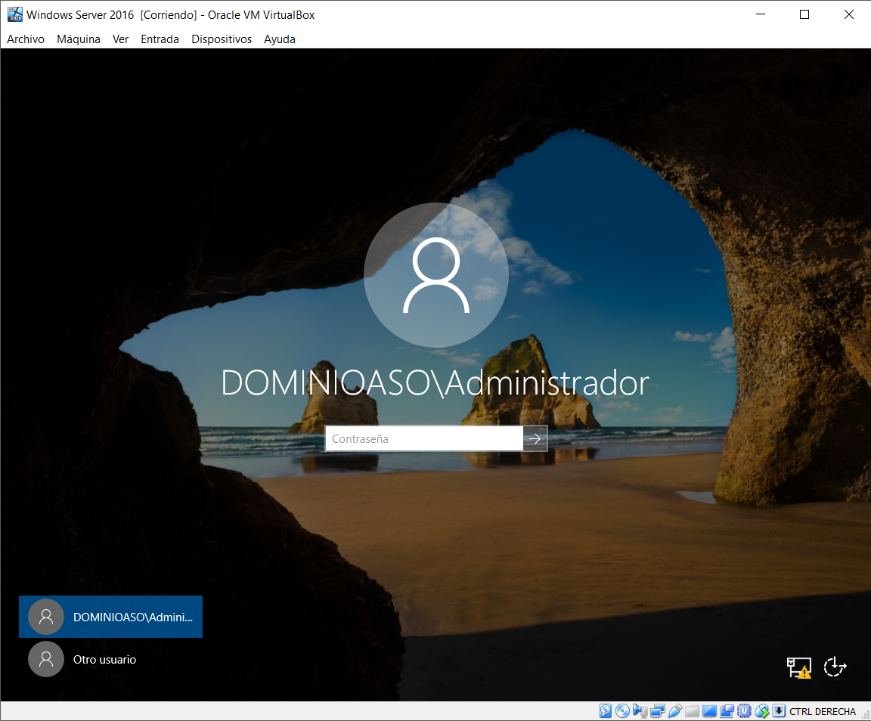 Windows Server 2016 [Corriendo] - Oracle VM VirtualBox
Archivo Máquina Ver Entrada Dispositivos Ayuda
DOMINIOASO\Administrador
Contraseña
DOMINIOASO\Admini...
Otro usuario
CTRL DERECHA